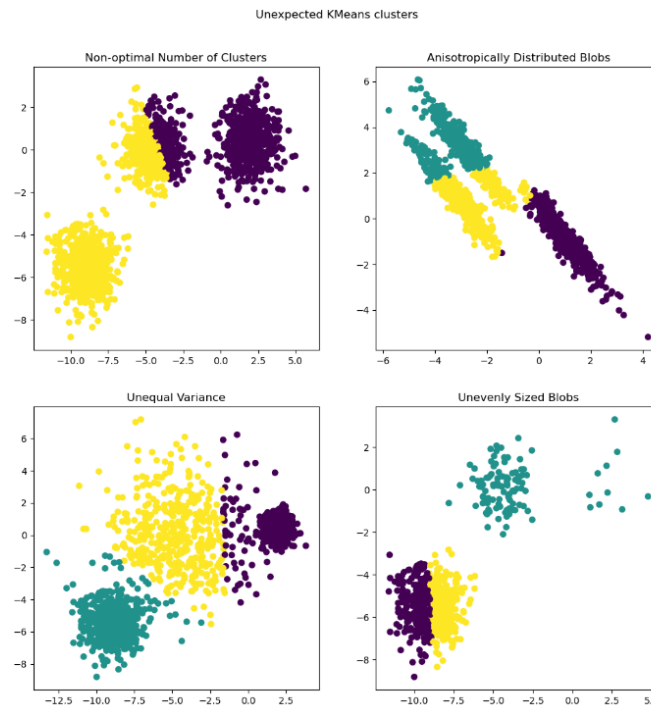 Unexpected KMeans clusters
Non-optimal Number of Clusters
2
0
−2
−4
−6
−8
−10.0 −7.5 −5.0 −2.5 0.0 2.5 5.0
Anisotropically Distributed Blobs
6
4
2
0
−2
−4
−6 −4 −2 0 2 4
Unequal Variance
6
4
2
0
−2
−4
−6
−8
−12.5 −10.0 −7.5 −5.0 −2.5 0.0 2.5
Unevenly Sized Blobs
2
0
−2
−4
−6
−8
−10.0 −7.5 −5.0 −2.5 0.0 2.5 5.0